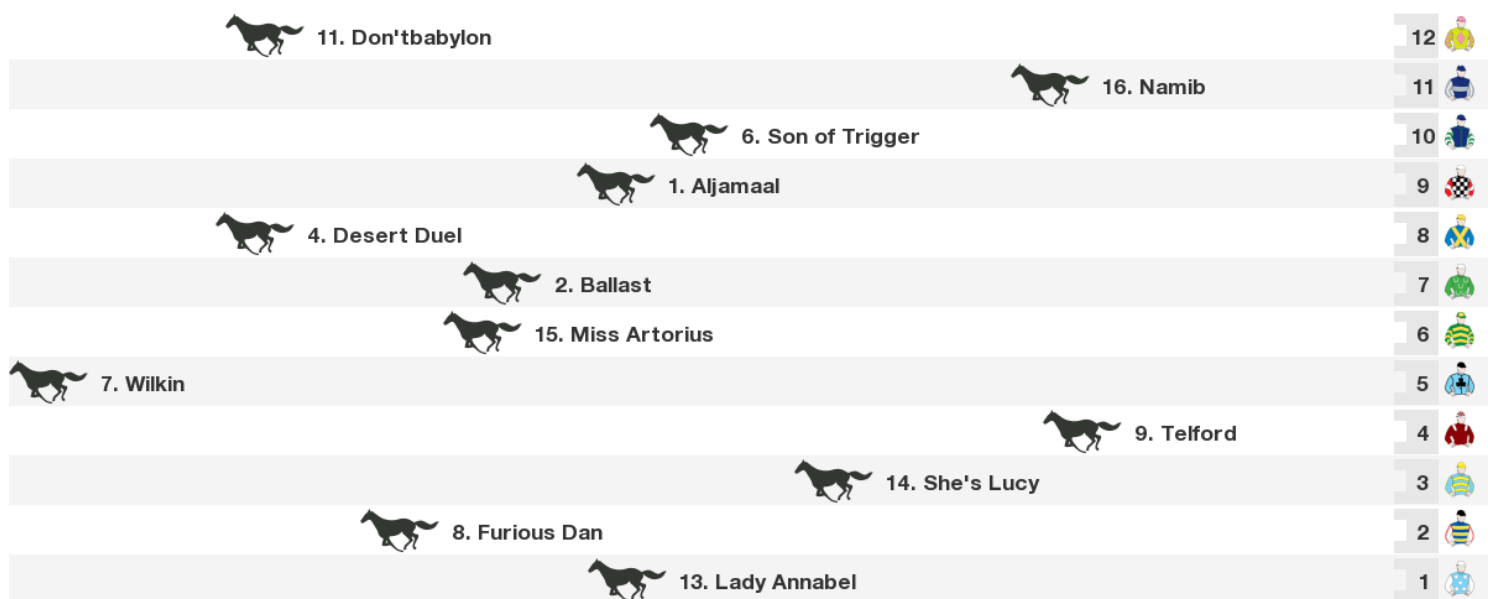 11. Don'tbabylon 12
16. Namib 11
6. Son of Trigger 10
1. Aljamaal 9
4. Desert Duel 8
2. Ballast 7
15. Miss Artorius 6
7. Wilkin 5
9. Telford 4
14. She's Lucy 3
8. Furious Dan 2
13. Lady Annabel 1